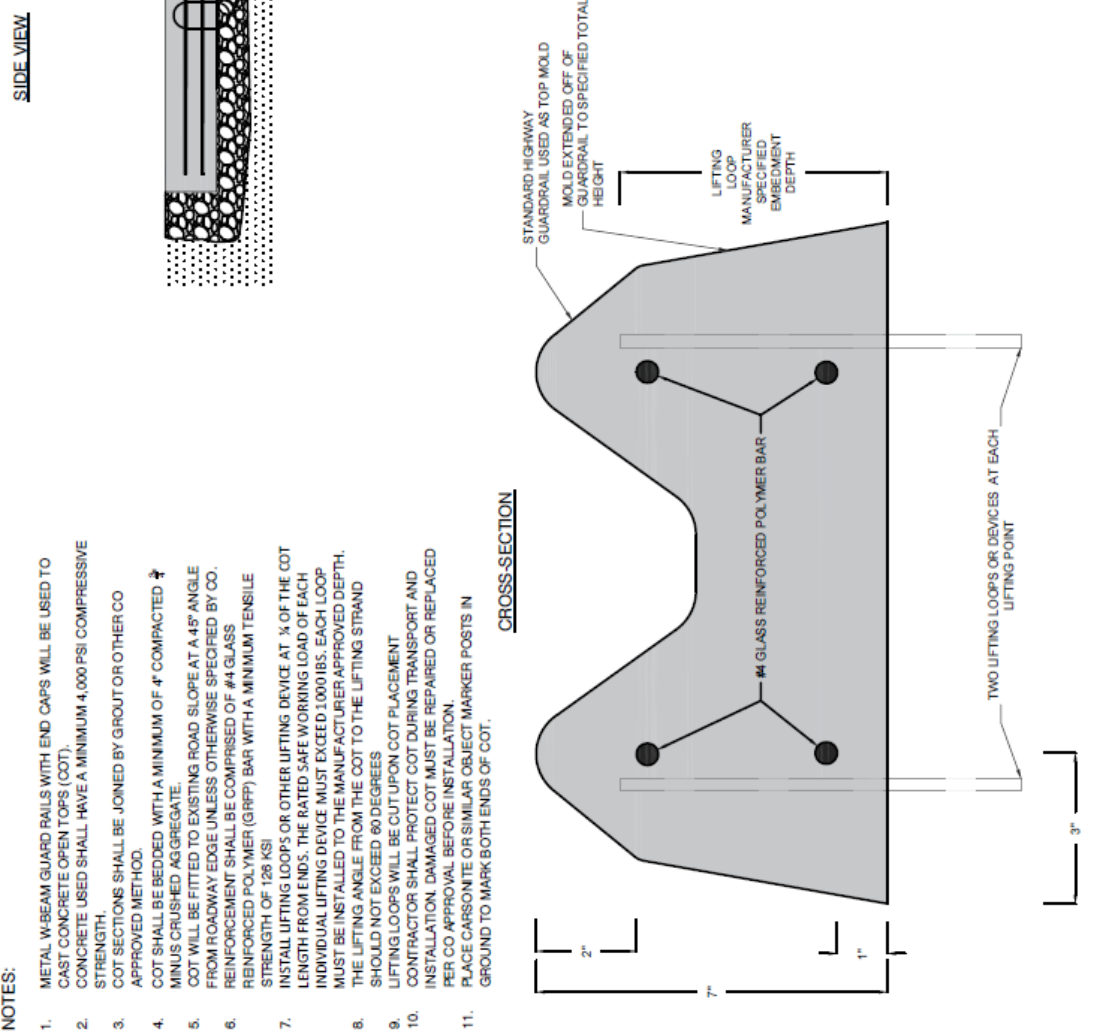 SIDE VIEW
NOTES:
1. METAL W-BEAM GUARD RAILS WITH END CAPS WILL BE USED TO
CAST CONCRETE OPEN TOPS (COT).
2. CONCRETE USED SHALL HAVE A MINIMUM 4,000 PSI COMPRESSIVE
STRENGTH.
3. COT SECTIONS SHALL BE JOINED BY GROUT OR OTHER CO
APPROVED METHOD.
4. COT SHALL BE BEDDED WITH A MINIMUM OF 4" COMPACTED ¾"
MINUS CRUSHED AGGREGATE.
5. COT WILL BE FITTED TO EXISTING ROAD SLOPE AT A 45° ANGLE
FROM ROADWAY EDGE UNLESS OTHERWISE SPECIFIED BY CO.
6. REINFORCEMENT SHALL BE COMPRISED OF #4 GLASS
REINFORCED POLYMER (GRFP) BAR WITH A MINIMUM TENSILE
STRENGTH OF 126 KSI
7. INSTALL LIFTING LOOPS OR OTHER LIFTING DEVICE AT ¼ OF THE COT
LENGTH FROM ENDS. THE RATED SAFE WORKING LOAD OF EACH
INDIVIDUAL LIFTING DEVICE MUST EXCEED 1000 lBS. EACH LOOP
MUST BE INSTALLED TO THE MANUFACTURER APPROVED DEPTH.
8. THE LIFTING ANGLE FROM THE COT TO THE LIFTING STRAND
SHOULD NOT EXCEED 60 DEGREES
9. LIFTING LOOPS WILL BE CUT UPON COT PLACEMENT
10. CONTRACTOR SHALL PROTECT COT DURING TRANSPORT AND
INSTALLATION. DAMAGED COT MUST BE REPAIRED OR REPLACED
PER CO APPROVAL BEFORE INSTALLATION.
11. PLACE CARSONITE OR SIMILAR OBJECT MARKER POSTS IN
GROUND TO MARK BOTH ENDS OF COT.
CROSS-SECTION
STANDARD HIGHWAY
GUARDRAIL USED AS TOP MOLD
MOLD EXTENDED OFF OF
GUARDRAIL TO SPECIFIED TOTAL
HEIGHT
LIFTING
LOOP
MANUFACTURER
SPECIFIED
EMBEDMENT
DEPTH
#4 GLASS REINFORCED POLYMER BAR
TWO LIFTING LOOPS OR DEVICES AT EACH
LIFTING POINT
2"
7"
1"
3"